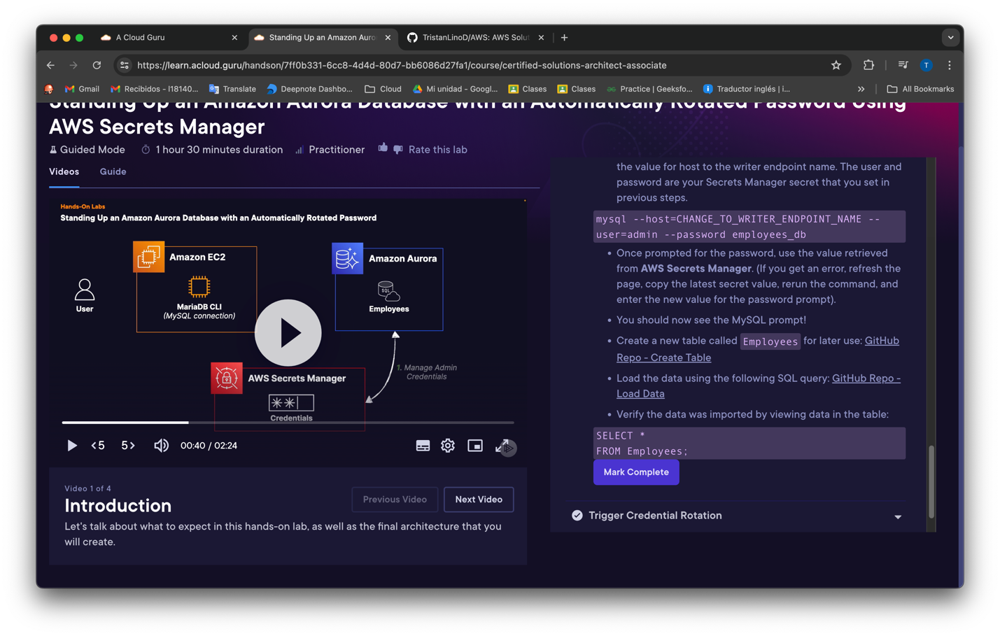 A Cloud Guru
Standing Up an Amazon Auro
TristanLinoD/AWS: AWS Solut
https://learn.acloud.guru/handson/7ff0b331-6cc8-4d4d-80d7-bb6086d27fa1/course/certified-solutions-architect-associate
T
Gmail
Recibidos - l18140...
Translate
Deepnote Dashbo...
Cloud
Mi unidad - Googl...
Clases
Clases
Practice | Geeksfo...
Traductor inglés | i...
All Bookmarks
Standing Up an Amazon Aurora Database with an Automatically Rotated Password Using
AWS Secrets Manager
Guided Mode
1 hour 30 minutes duration
Practitioner
Rate this lab
Videos
Guide
Hands-On Labs
Standing Up an Amazon Aurora Database with an Automatically Rotated Password
Amazon EC2
MariaDB CLI
(MySQL connection)
User
Amazon Aurora
SQL
Employees
1. Manage Admin
Credentials
AWS Secrets Manager
**|
Credentials
5
5
00:40 / 02:24
Video 1 of 4
Introduction
Previous Video
Next Video
Let's talk about what to expect in this hands-on lab, as well as the final architecture that you
will create.
the value for host to the writer endpoint name. The user and
password are your Secrets Manager secret that you set in
previous steps.
mysql --host=CHANGE_TO_WRITER_ENDPOINT_NAME --
user=admin --password employees_db
• Once prompted for the password, use the value retrieved
from AWS Secrets Manager. (If you get an error, refresh the
page, copy the latest secret value, rerun the command, and
enter the new value for the password prompt).
• You should now see the MySQL prompt!
• Create a new table called Employees for later use: GitHub
Repo - Create Table
• Load the data using the following SQL query: GitHub Repo -
Load Data
• Verify the data was imported by viewing data in the table:
SELECT *
FROM Employees;
Mark Complete
Trigger Credential Rotation